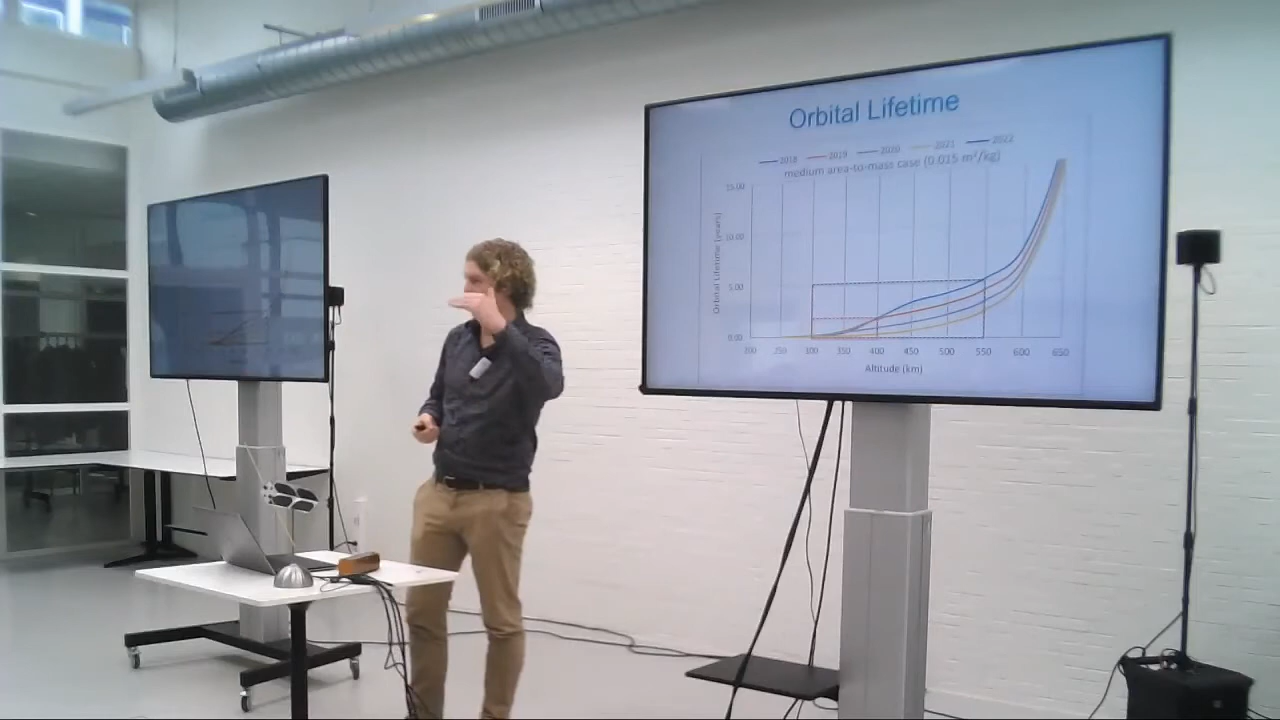 Orbital Lifetime
2018 2019 2020 2021 2022
medium area-to-mass case (0.015 m²/kg)
15.00
10.00
5.00
0.00
Orbital Lifetime (years)
200 250 300 350 400 450 500 550 600 650
Altitude (km)